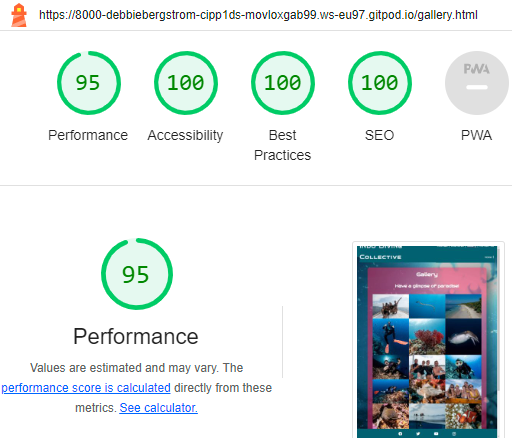 https://8000-debbiebergstrom-cipp1ds-movloxgab99.ws-eu97.gitpod.io/gallery.html
95
100
100
100
PWA
Performance
Accessibility
Best
Practices
SEO
PWA
95
Performance
Values are estimated and may vary. The
performance score is calculated directly from these
metrics. See calculator.
Indo Diving
Collective
Gallery
Have a glimpse of paradise!